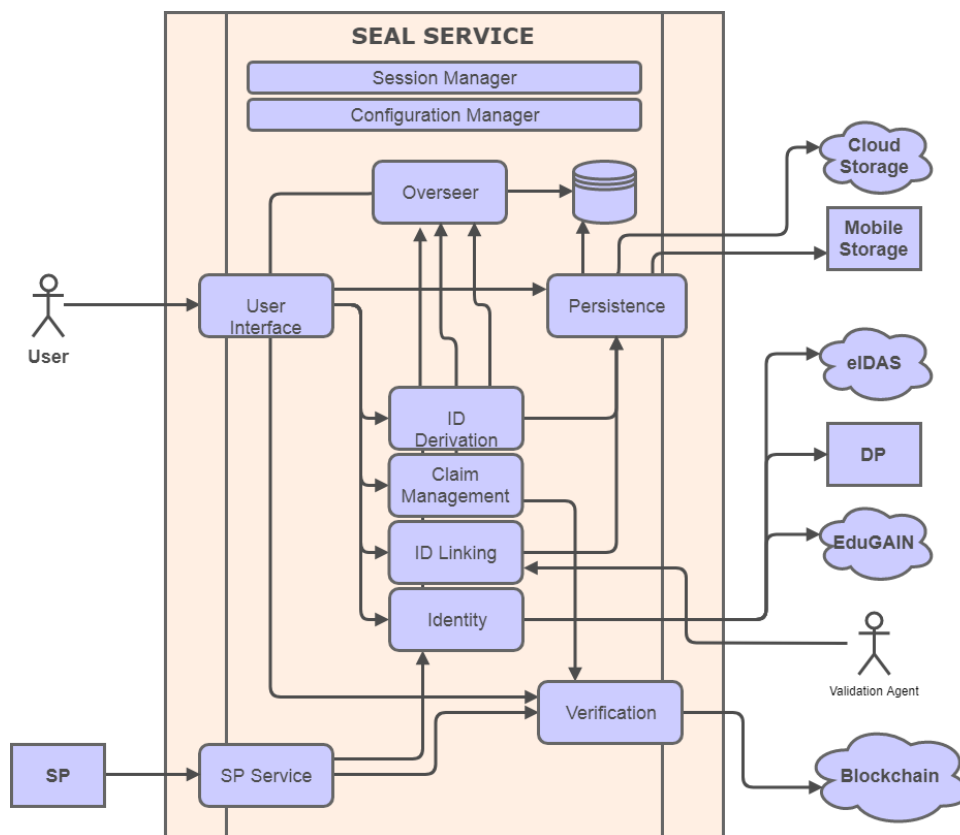 SEAL SERVICE
Session Manager
Configuration Manager
Cloud
Storage
Overseer
Mobile
Storage
User
Interface
Persistence
User
eIDAS
ID
Derivation
DP
Claim
Management
EduGAIN
ID Linking
Identity
Validation Agent
Verification
SP
SP Service
Blockchain